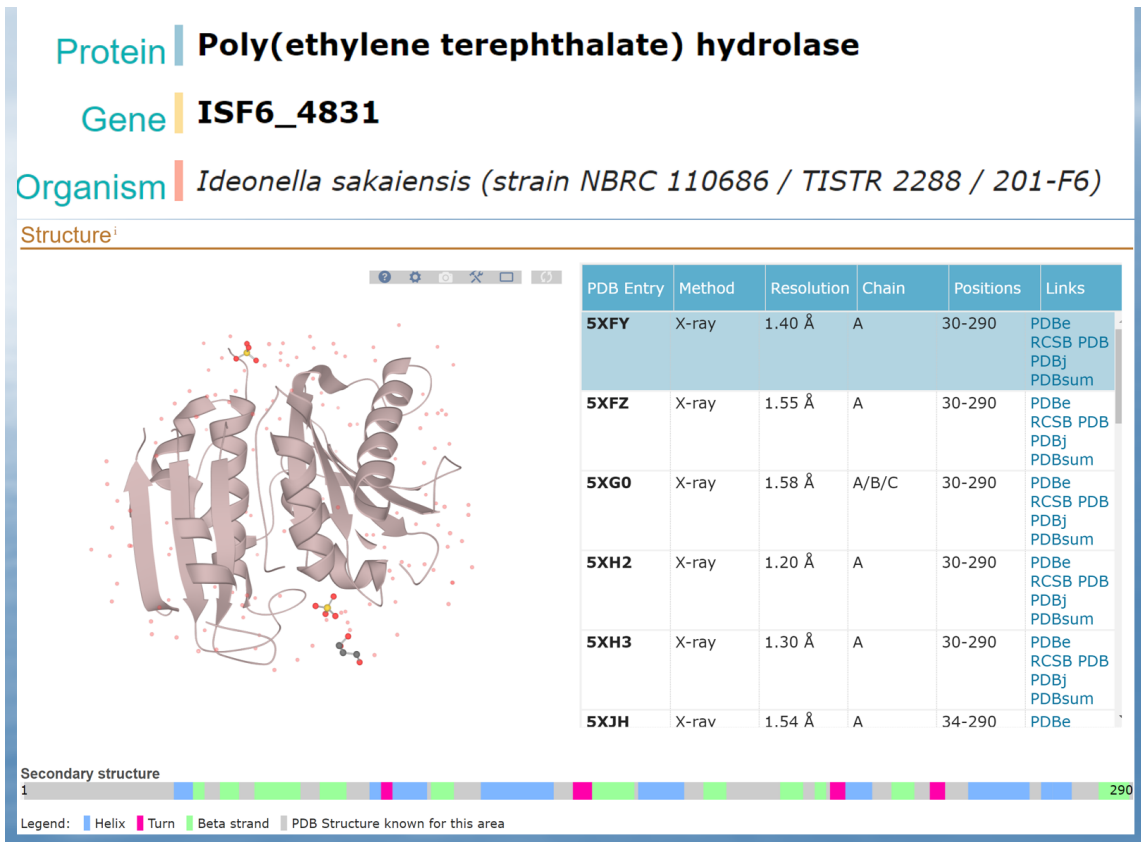 Protein Poly(ethylene terephthalate) hydrolase
Gene ISF6_4831
Organism Ideonella sakaiensis (strain NBRC 110686 / TISTR 2288 / 201-F6)
Structure i
PDB Entry Method Resolution Chain Positions Links
5XFY X-ray 1.40 Å A 30-290 PDBe
RCSB PDB
PDBj
PDBsum
5XFZ X-ray 1.55 Å A 30-290 PDBe
RCSB PDB
PDBj
PDBsum
5XG0 X-ray 1.58 Å A/B/C 30-290 PDBe
RCSB PDB
PDBj
PDBsum
5XH2 X-ray 1.20 Å A 30-290 PDBe
RCSB PDB
PDBj
PDBsum
5XH3 X-ray 1.30 Å A 30-290 PDBe
RCSB PDB
PDBj
PDBsum
5XJH X-ray 1.54 Å A 34-290 PDBe
Secondary structure
1 290
Legend: Helix Turn Beta strand PDB Structure known for this area